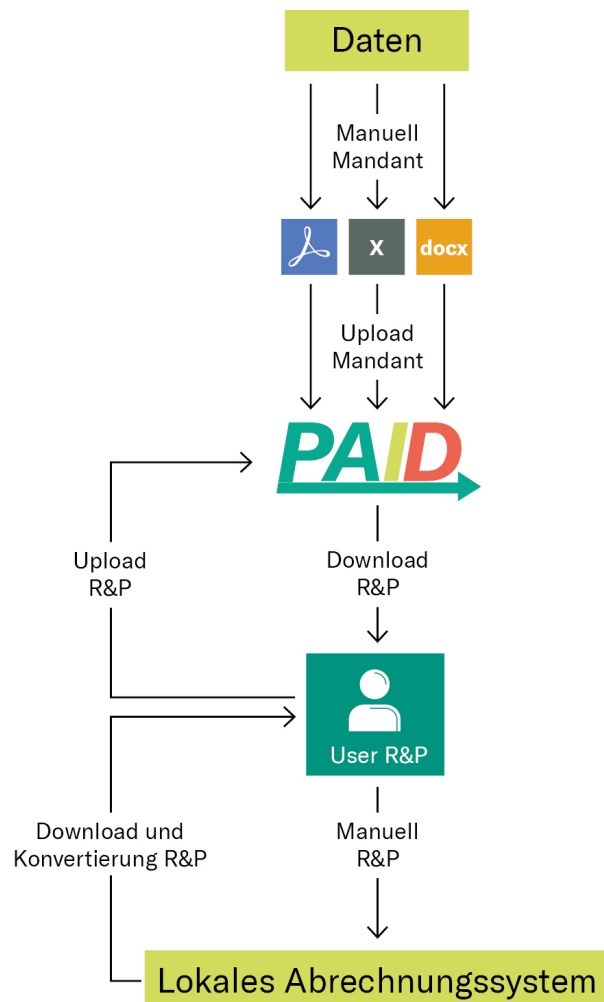 Daten
Manuell
Mandant
X
docx
Upload
Mandant
PAID
Upload
R&P
Download
R&P
User R&P
Download und
Konvertierung R&P
Manuell
R&P
Lokales Abrechnungssystem